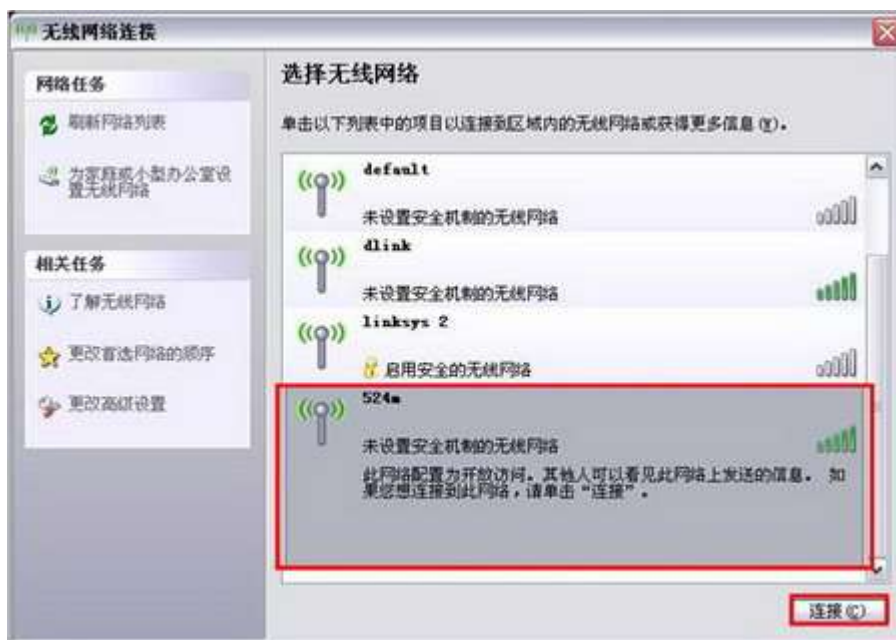 无线网络连接
网络任务
刷新网络列表
为家庭或小型办公室设
置无线网络
相关任务
了解无线网络
更改首选网络的顺序
更改高级设置
选择无线网络
单击以下列表中的项目以连接到区域内的无线网络或获得更多信息(W)。
default
未设置安全机制的无线网络
dlink
未设置安全机制的无线网络
linksys 2
启用安全的无线网络
524m
未设置安全机制的无线网络
此网络配置为开放访问。其他人可以看见此网络上发送的信息。 如
果您想连接到此网络,请单击“连接”。
连接(C)